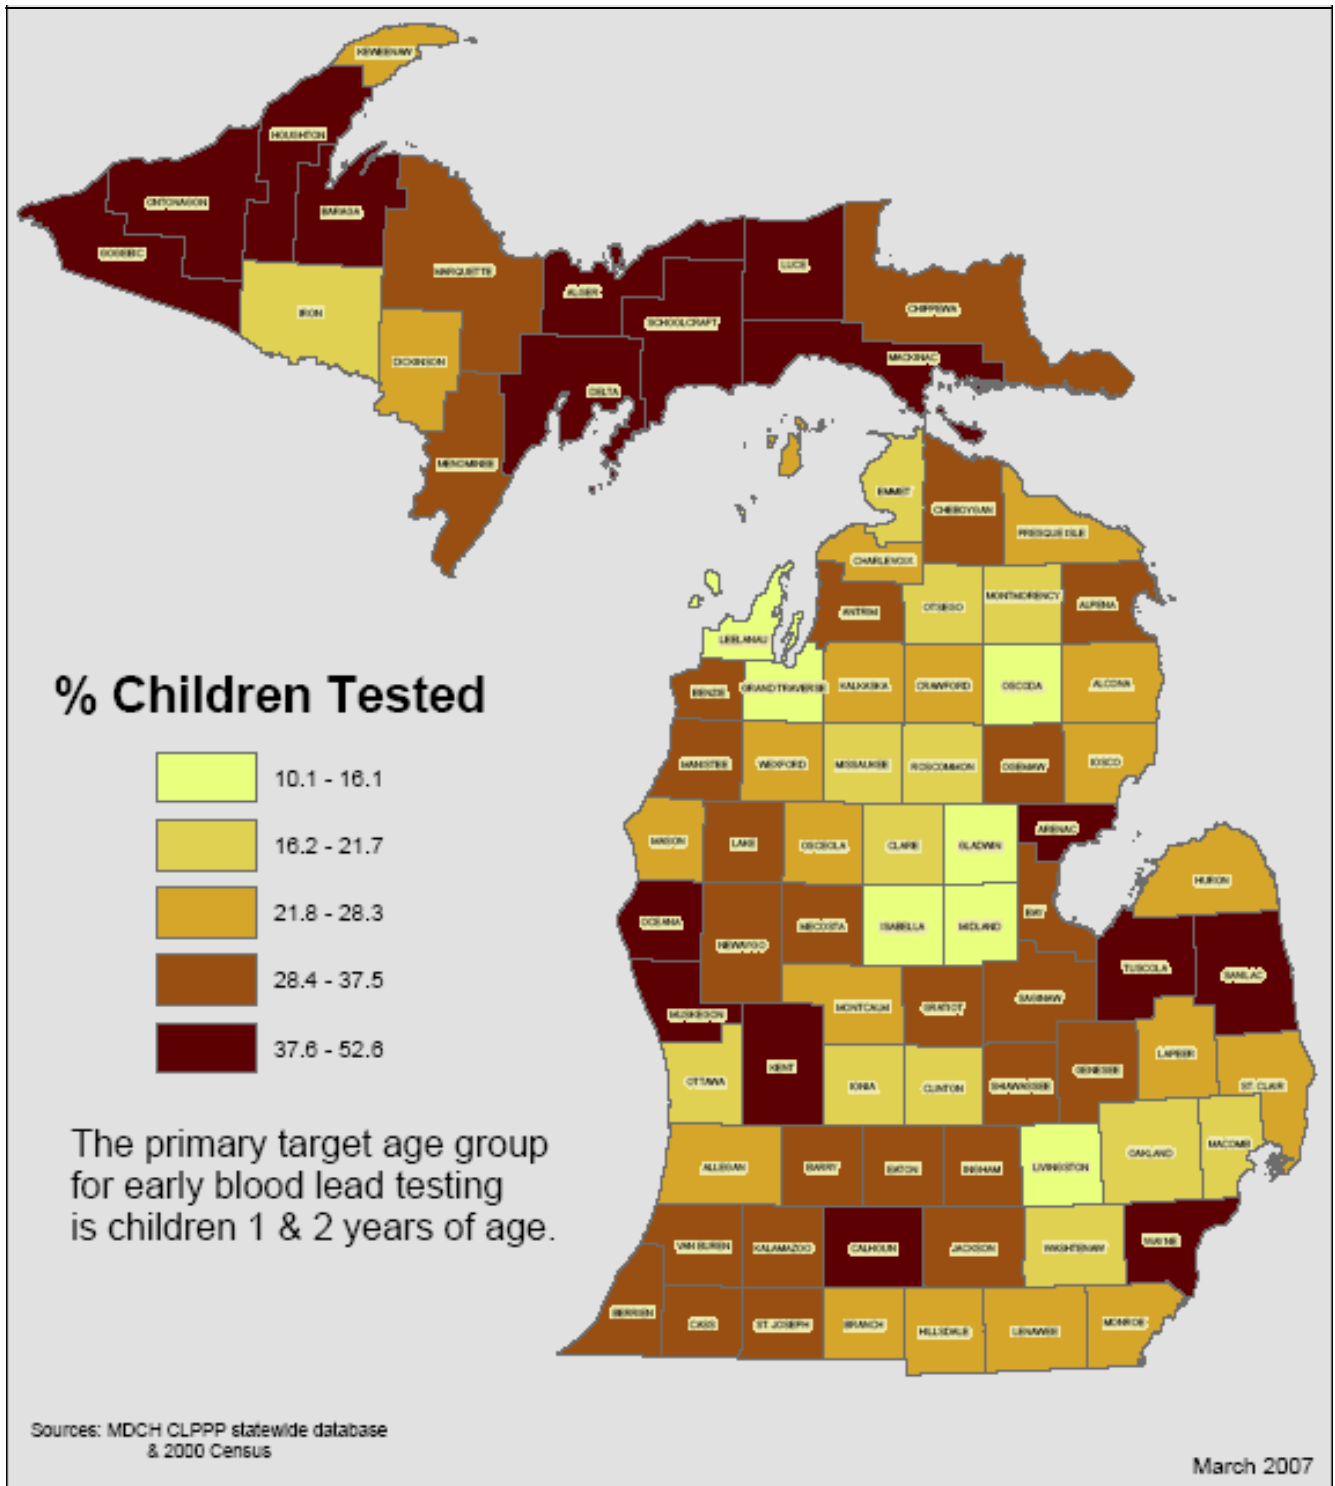 KEWEENAW
HOUGHTON
ONTONAGON
BARAGA
GOGEBIC
LUCE
MARQUETTE
ALGER
IRON
SCHOOLCRAFT
CHIPPEWA
DICKINSON
MACKINAC
DELTA
MENOMINEE
EMMET
CHEBOYGAN
PRESQUE ISLE
CHARLEVOIX
ANTRIM
OTSEGO
MONTMORENCY
ALPENA
LEELANAU
BENZIE
GRAND TRAVERSE
KALKASKA
CRAWFORD
OSCODA
ALCONA
% Children Tested
MANISTEE
WEXFORD
MISSAUKEE
ROSCOMMON
OGEMAW
IOSCO
10.1 - 16.1
16.2 - 21.7
21.8 - 28.3
28.4 - 37.5
37.6 - 52.6
MASON
LAKE
OSCEOLA
CLARE
GLADWIN
ARENAC
HURON
OCEANA
NEWAYGO
MECOSTA
ISABELLA
MIDLAND
BAY
TUSCOLA
SANILAC
MUSKEGON
MONTCALM
GRATIOT
SAGINAW
OTTAWA
KENT
IONIA
CLINTON
SHIAWASSEE
GENESEE
LAPEER
ST. CLAIR
The primary target age group
for early blood lead testing
is children 1 & 2 years of age.
ALLEGAN
BARRY
EATON
INGHAM
LIVINGSTON
OAKLAND
MACOMB
VAN BUREN
KALAMAZOO
CALHOUN
JACKSON
WASHTENAW
WAYNE
BERRIEN
CASS
ST. JOSEPH
BRANCH
HILLSDALE
LENAWEE
MONROE
Sources: MDCH CLPPP statewide database
& 2000 Census
March 2007